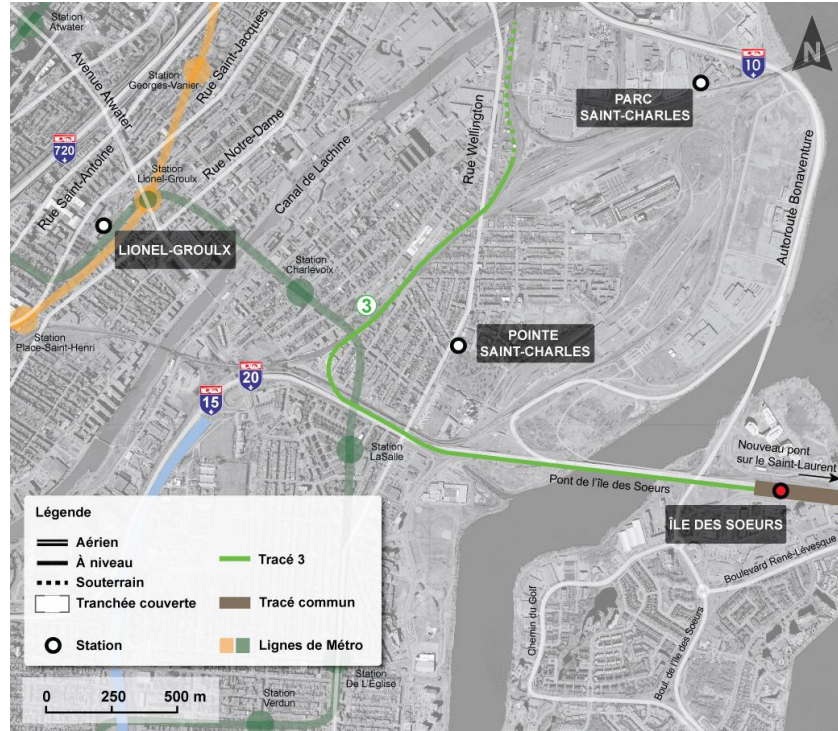 Station
Atwater
Station
Georges-Vanier
Rue Saint-Jacques
Avenue Atwater
10
N
PARC
SAINT-CHARLES
720
Rue Saint-Antoine
Station
Lionel-Groulx
Rue Notre-Dame
Canal de Lachine
Rue Wellington
Autoroute Bonaventure
LIONEL-GROULX
Station
Charlevoix
3
Station
Place-Saint-Henri
POINTE
SAINT-CHARLES
20
15
Station
LaSalle
Nouveau pont
sur le Saint-Laurent
Pont de l'île des Soeurs
ÎLE DES SOEURS
Boulevard René-Lévesque
Chemin du Golf
Boul. de l'île des Soeurs
Légende
Aérien
À niveau
Souterrain
Tranchée couverte
Station
Tracé 3
Tracé commun
Lignes de Métro
0 250 500 m
Station
De L'Église
Station
Verdun